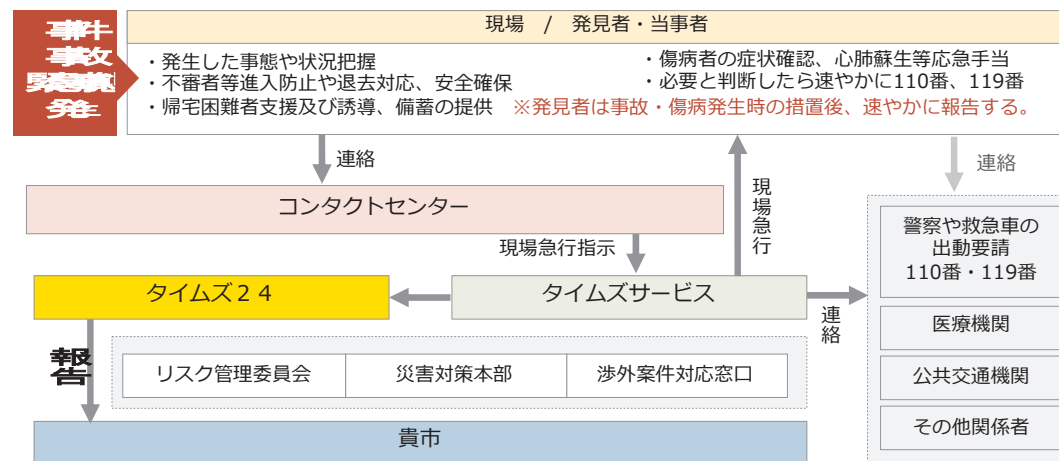 事件
事故
緊急
発生
現場 / 発見者・当事者
・発生した事態や状況把握
・不審者等進入防止や退去対応、安全確保
・帰宅困難者支援及び誘導、備蓄の提供
・傷病者の症状確認、心肺蘇生等応急手当
・必要と判断したら速やかに110番、119番
※発見者は事故・傷病発生時の措置後、速やかに報告する。
連絡
現場急行
連絡
コンタクトセンター
現場急行指示
タイムズ24
タイムズサービス
連絡
報告
リスク管理委員会
災害対策本部
渉外案件対応窓口
貴市
警察や救急車の
出動要請
110番・119番
医療機関
公共交通機関
その他関係者